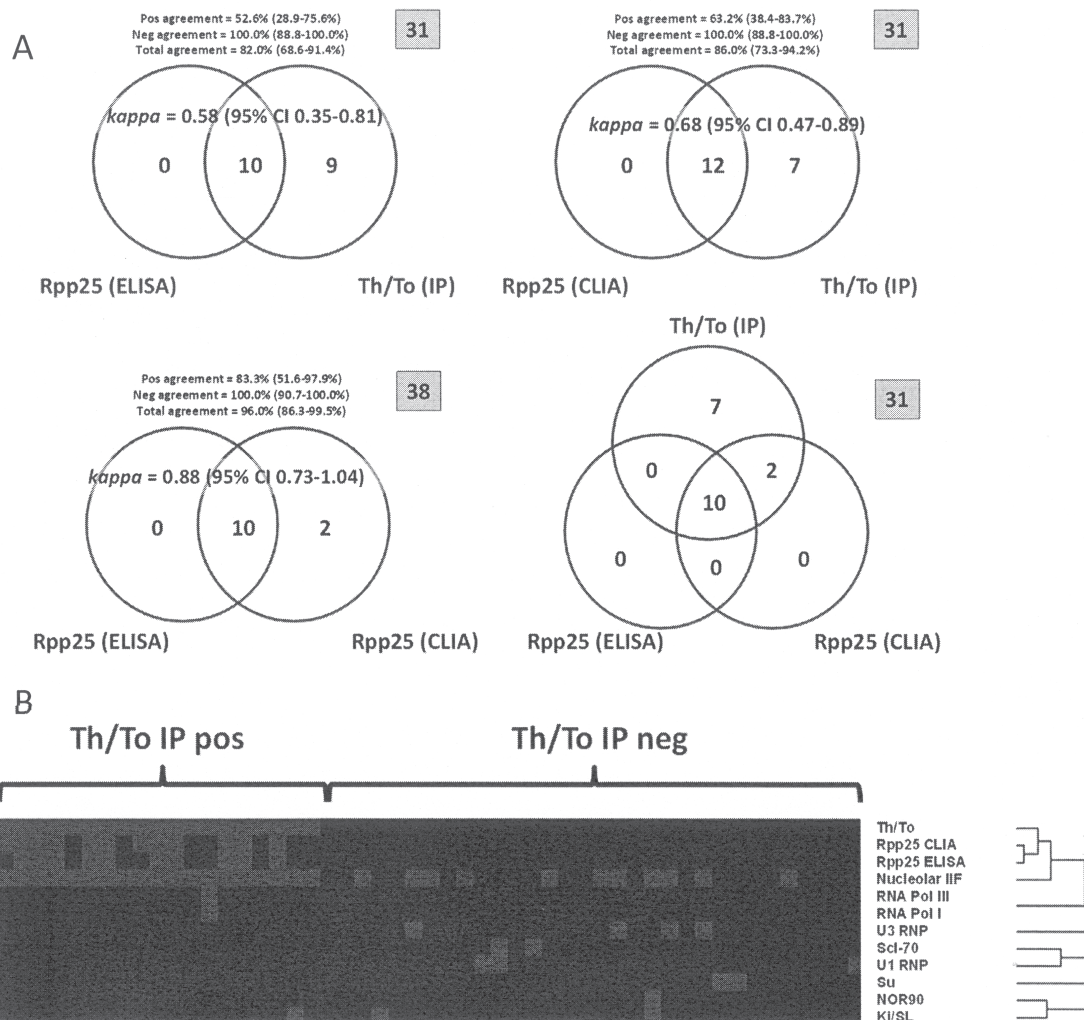 A
Pos agreement = 52.6% (28.9-75.6%)
Neg agreement = 100.0% (88.8-100.0%)
Total agreement = 82.0% (68.6-91.4%)
31
kappa = 0.58 (95% CI 0.35-0.81)
0
10
9
Rpp25 (ELISA)
Th/To (IP)
Pos agreement = 63.2% (38.4-83.7%)
Neg agreement = 100.0% (88.8-100.0%)
Total agreement = 86.0% (73.3-94.2%)
31
kappa = 0.68 (95% CI 0.47-0.89)
0
12
7
Rpp25 (CLIA)
Th/To (IP)
Pos agreement = 83.3% (51.6-97.9%)
Neg agreement = 100.0% (90.7-100.0%)
Total agreement = 96.0% (86.3-99.5%)
38
kappa = 0.88 (95% CI 0.73-1.04)
0
10
2
Rpp25 (ELISA)
Rpp25 (CLIA)
Th/To (IP)
31
7
0
2
10
0
0
0
Rpp25 (ELISA)
Rpp25 (CLIA)
B
Th/To IP pos
Th/To IP neg
Th/To
Rpp25 CLIA
Rpp25 ELISA
Nucleolar IIF
RNA Pol III
RNA Pol I
U3 RNP
Scl-70
U1 RNP
Su
NOR90
Ki/SL